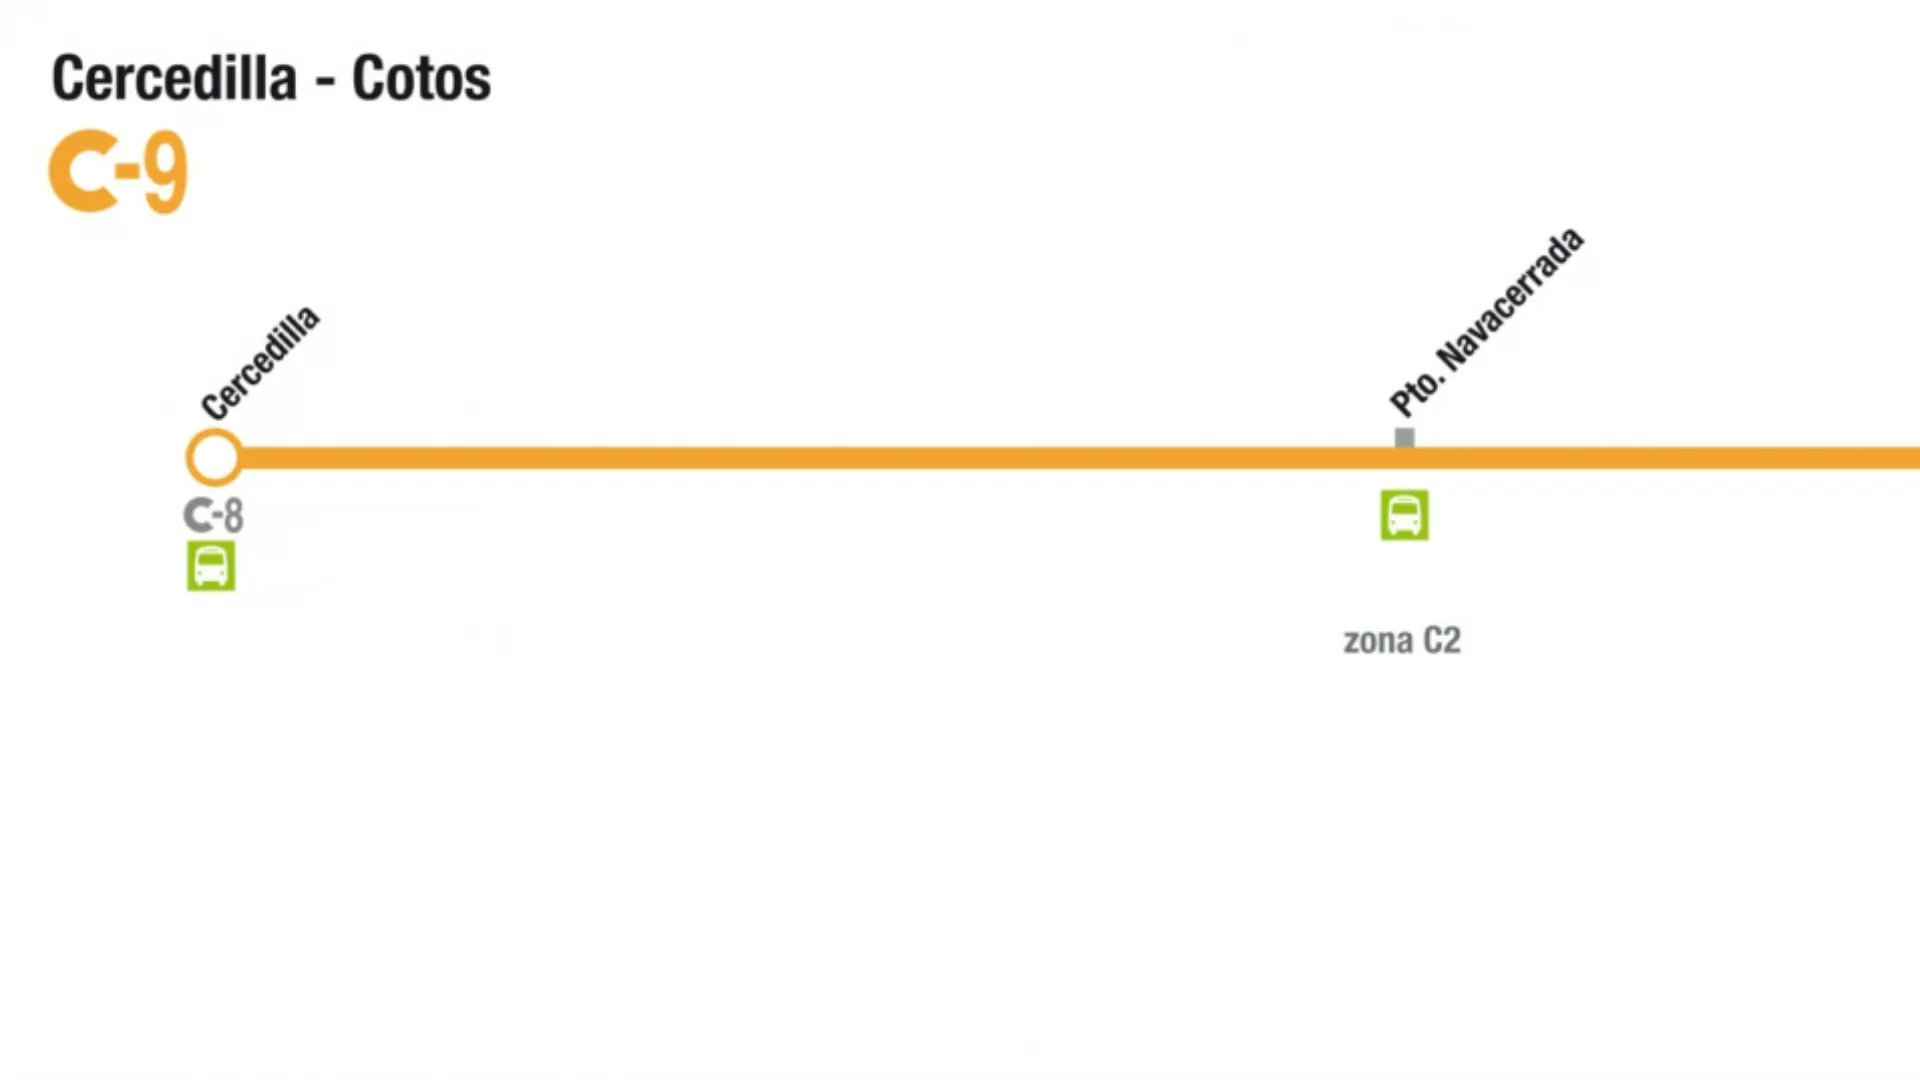 Cercedilla - Cotos
C-9
Cercedilla
Pto. Navacerrada
C-8
zona C2